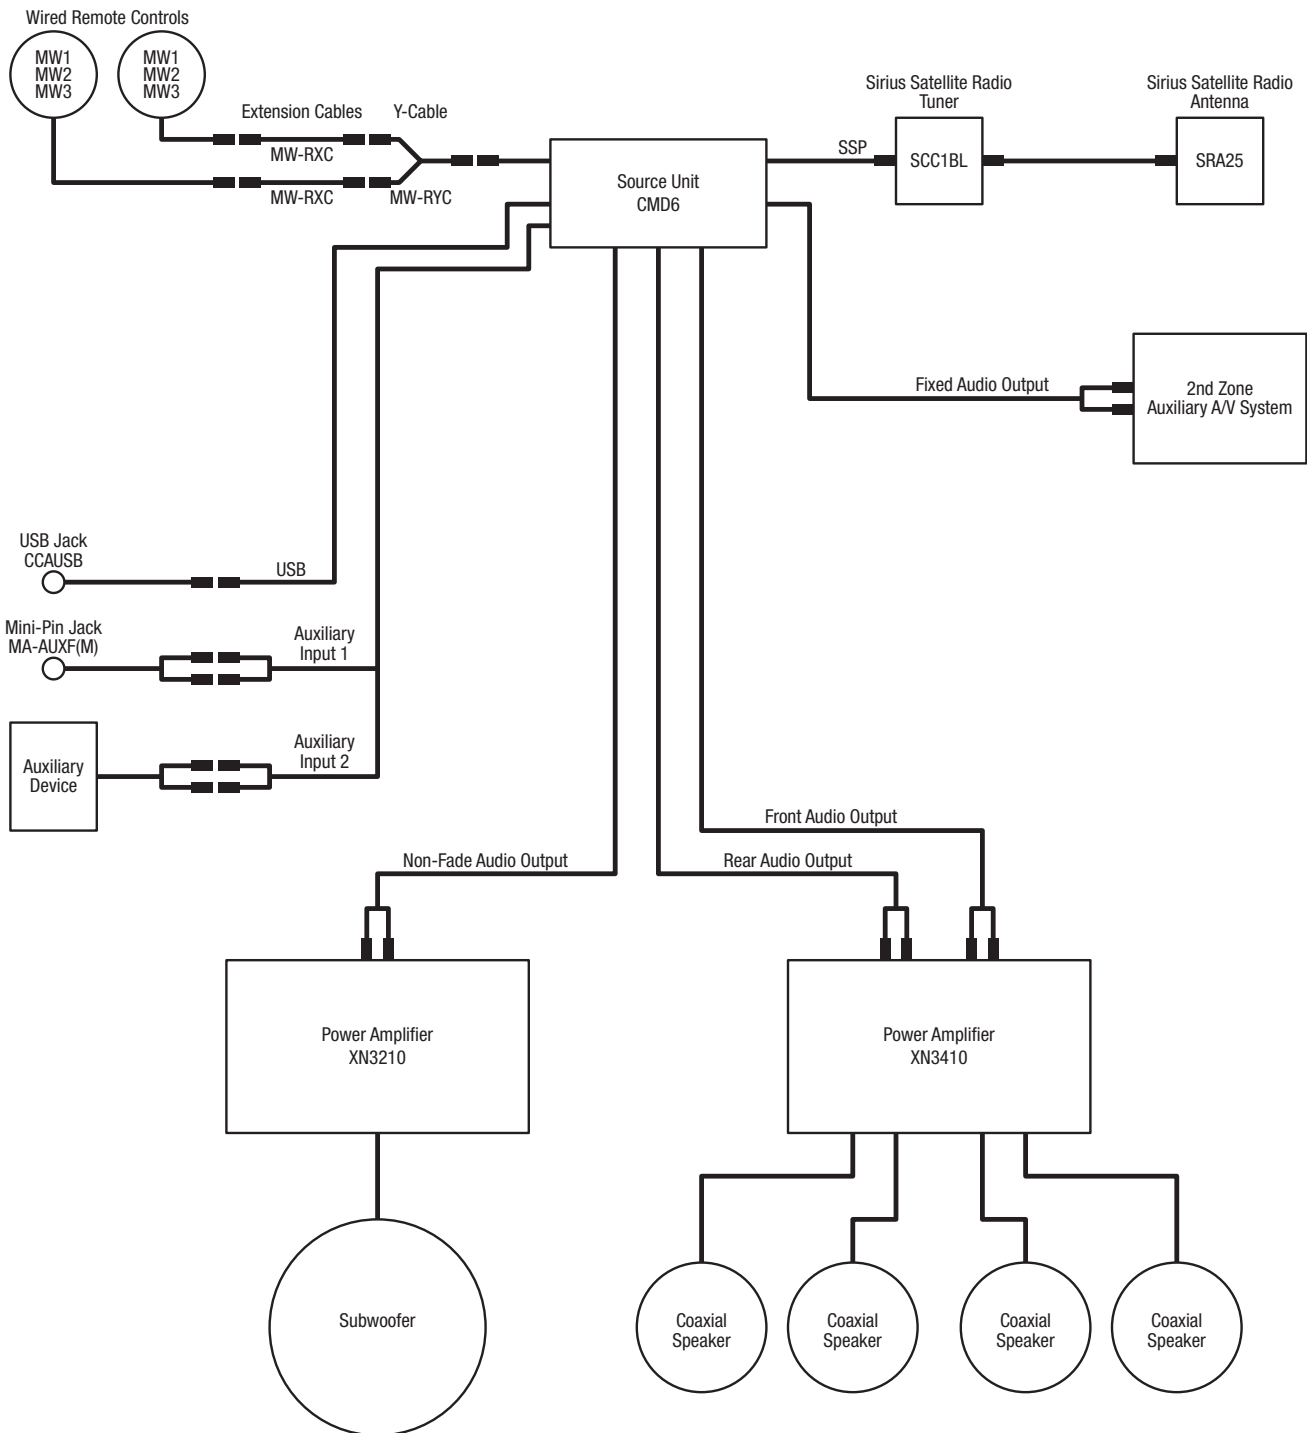 Wired Remote Controls
MW1
MW2
MW3
MW1
MW2
MW3
Extension Cables
Y-Cable
MW-RXC
MW-RXC
MW-RYC
Source Unit
CMD6
SSP
Sirius Satellite Radio
Tuner
SCC1BL
Sirius Satellite Radio
Antenna
SRA25
Fixed Audio Output
2nd Zone
Auxiliary A/V System
USB Jack
CCAUSB
USB
Mini-Pin Jack
MA-AUXF(M)
Auxiliary
Input 1
Auxiliary
Device
Auxiliary
Input 2
Front Audio Output
Non-Fade Audio Output
Rear Audio Output
Power Amplifier
XN3210
Power Amplifier
XN3410
Subwoofer
Coaxial
Speaker
Coaxial
Speaker
Coaxial
Speaker
Coaxial
Speaker